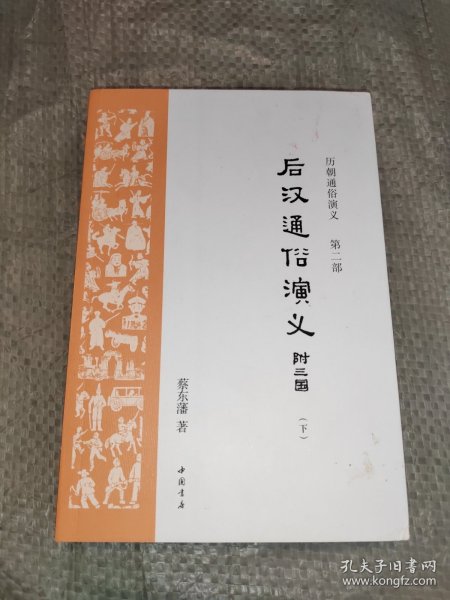 历朝通俗演义 第二部
后汉通俗演义 附三国
（下）
蔡东藩 著
中国书店
孔夫子旧书网
www.kongfz.com